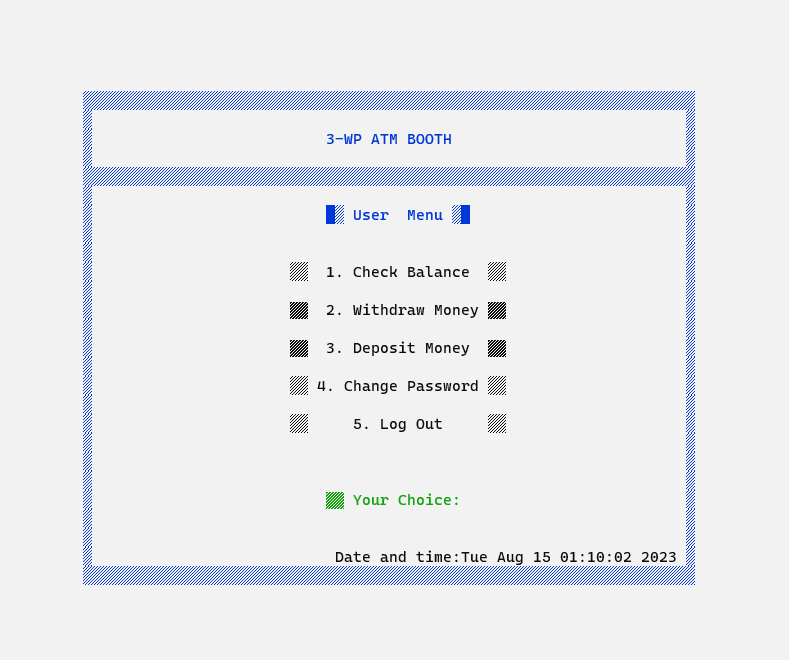 3-WP ATM BOOTH
User  Menu
1. Check Balance
2. Withdraw Money
3. Deposit Money
4. Change Password
5. Log Out
Your Choice:
Date and time:Tue Aug 15 01:10:02 2023